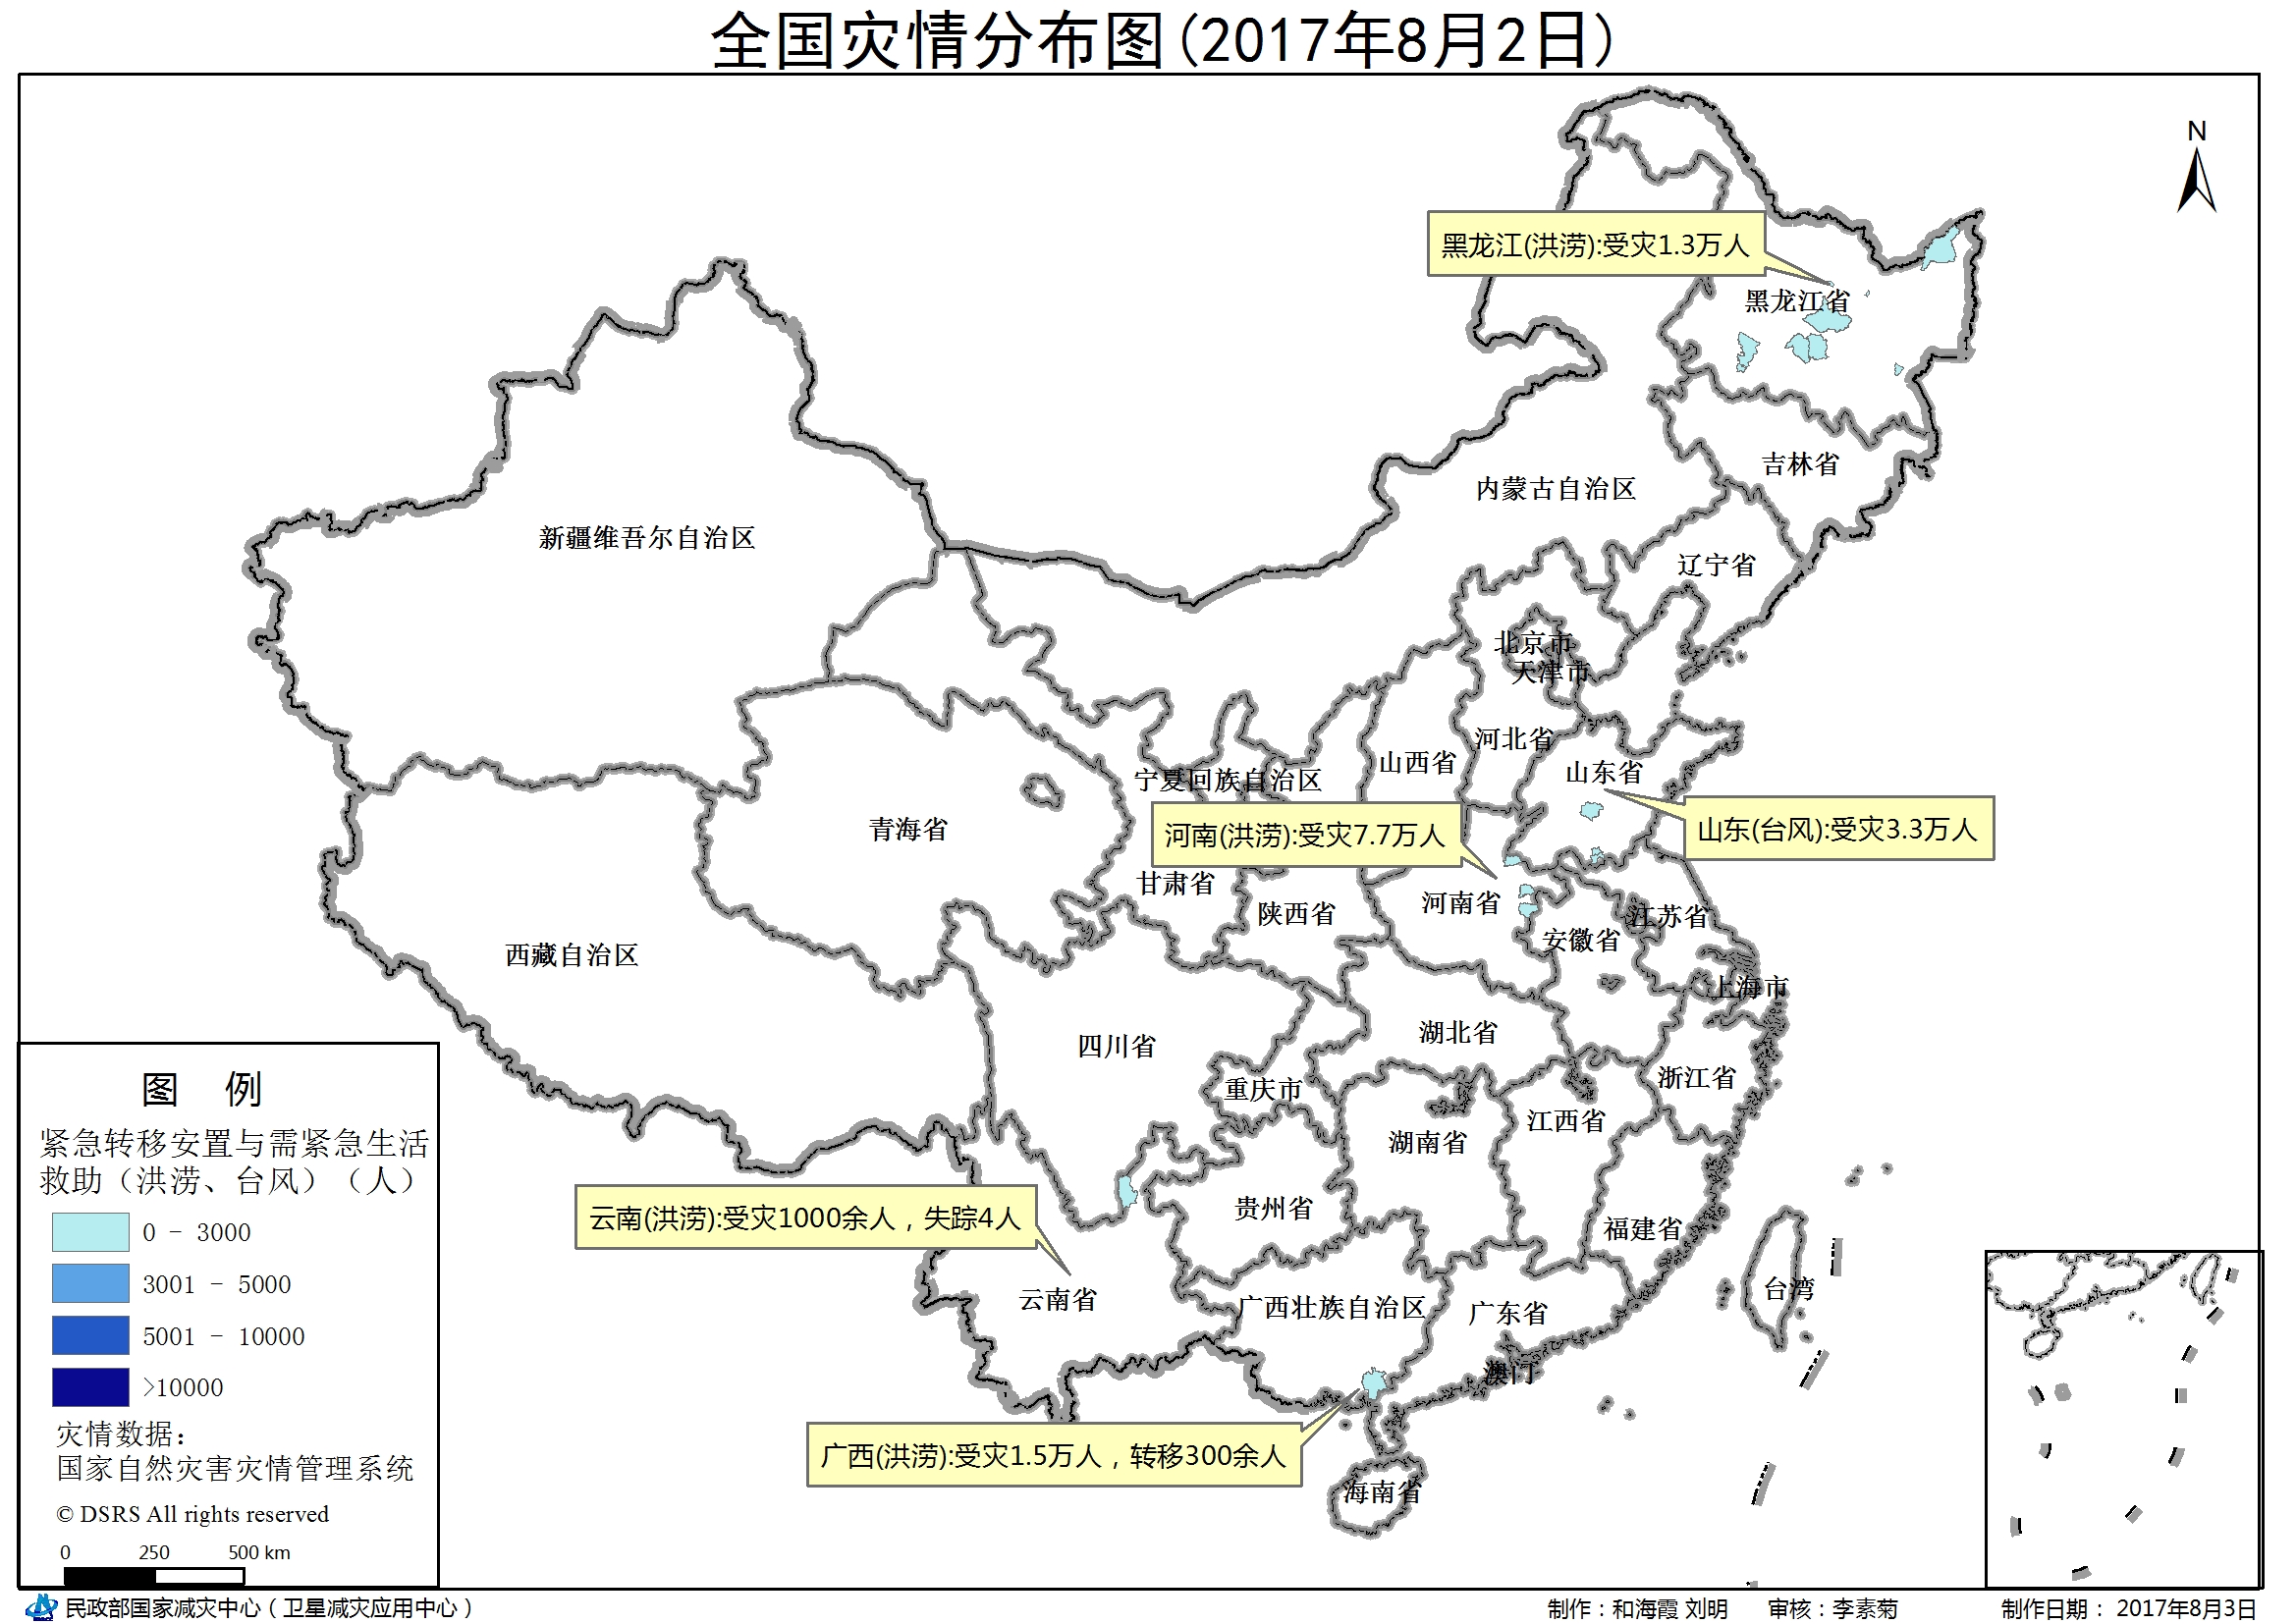 全国灾情分布图(2017年8月2日)
N
黑龙江(洪涝):受灾1.3万人
黑龙江省
吉林省
内蒙古自治区
新疆维吾尔自治区
辽宁省
北京市
天津市
河北省
山西省
山东省
宁夏回族自治区
青海省
河南(洪涝):受灾7.7万人
山东(台风):受灾3.3万人
甘肃省
陕西省
河南省
江苏省
安徽省
西藏自治区
上海市
四川省
湖北省
重庆市
浙江省
湖南省
江西省
贵州省
云南(洪涝):受灾1000余人，失踪4人
福建省
云南省
广西壮族自治区
广东省
台湾
澳门
广西(洪涝):受灾1.5万人，转移300余人
海南省
图 例
紧急转移安置与需紧急生活
救助（洪涝、台风）（人）
0 - 3000
3001 - 5000
5001 - 10000
>10000
灾情数据：
国家自然灾害灾情管理系统
© DSRS All rights reserved
0 250 500 km
民政部国家减灾中心（卫星减灾应用中心） 制作：和海霞 刘明 审核：李素菊 制作日期： 2017年8月3日